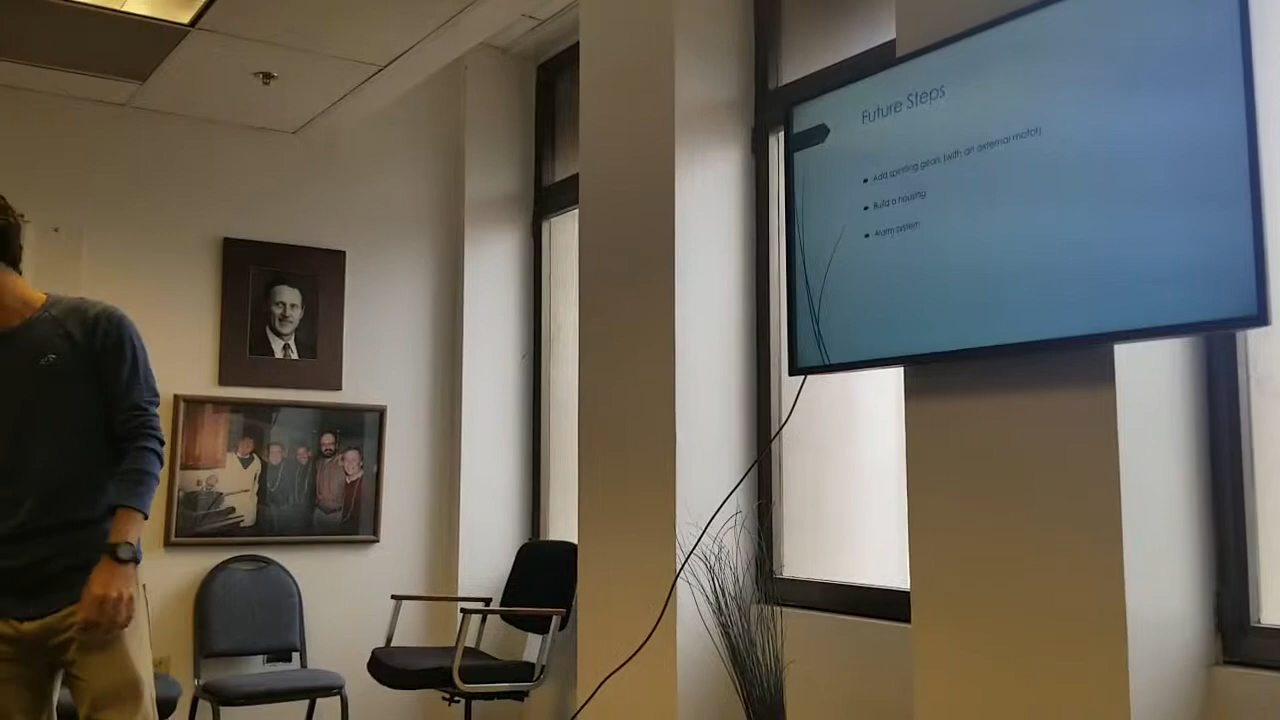 Future Steps
Add spinning gears (with an external motor)
Build a housing
Alarm system